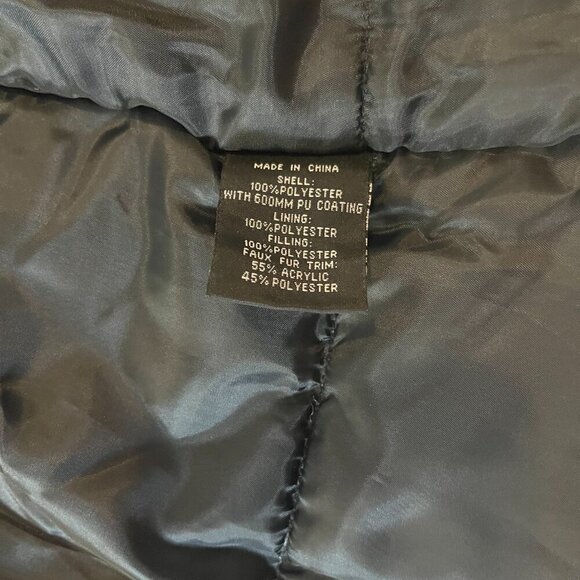 MADE IN CHINA
SHELL:
100%POLYESTER
WITH 600MM PU COATING
LINING:
100%POLYESTER
FILLING:
100%POLYESTER
FAUX FUR TRIM:
55% ACRYLIC
45%POLYESTER